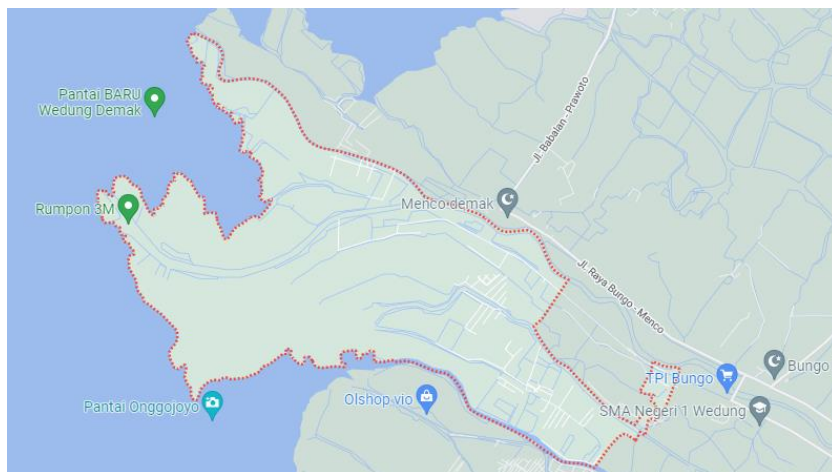 Pantai BARU
Wedung Demak
Jl. Babalan - Prawoto
Rumpon 3M
Menco demak
Jl. Raya Bungo - Menco
Bungo
TPI Bungo
Olshop vio
Pantai Onggojoyo
SMA Negeri 1 Wedung